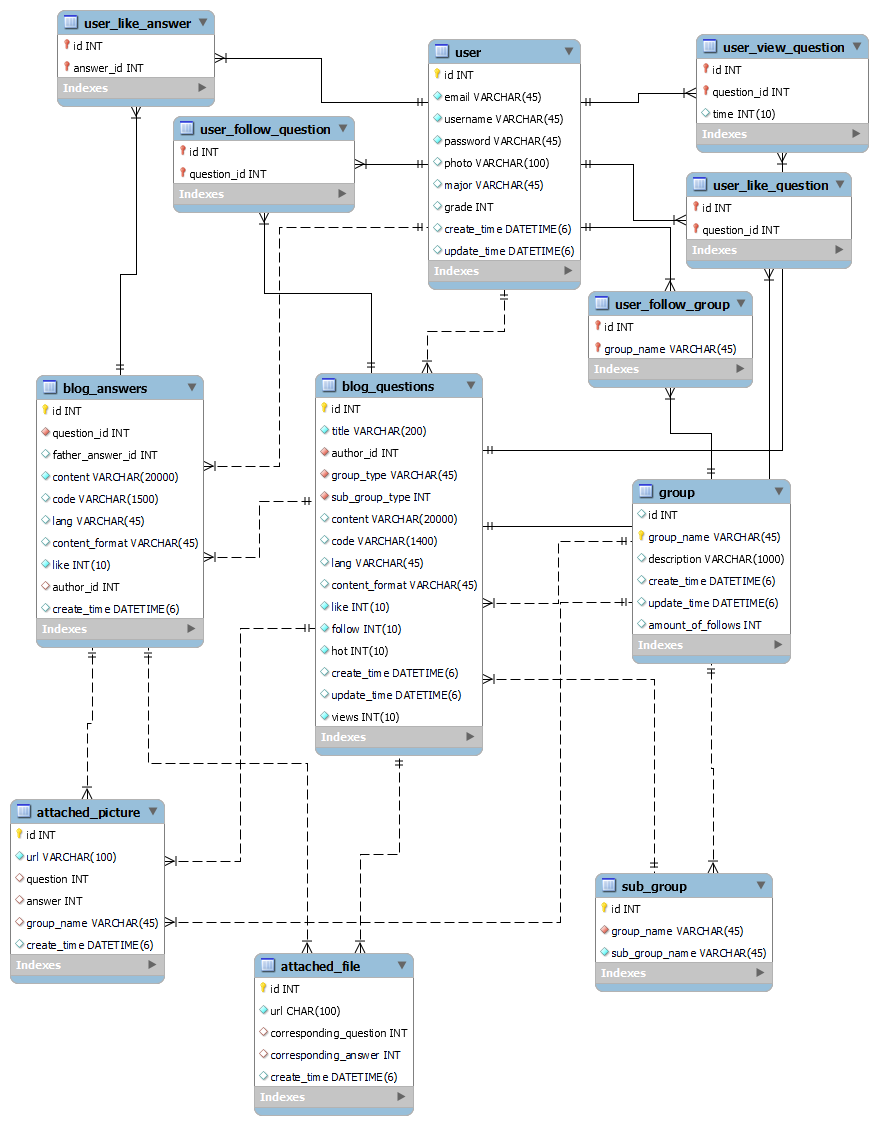 user_like_answer
id INT
answer_id INT
Indexes
user
id INT
email VARCHAR(45)
username VARCHAR(45)
password VARCHAR(45)
photo VARCHAR(100)
major VARCHAR(45)
grade INT
create_time DATETIME(6)
update_time DATETIME(6)
Indexes
user_view_question
id INT
question_id INT
time INT(10)
Indexes
user_follow_question
id INT
question_id INT
Indexes
user_like_question
id INT
question_id INT
Indexes
user_follow_group
id INT
group_name VARCHAR(45)
Indexes
blog_answers
id INT
question_id INT
father_answer_id INT
content VARCHAR(20000)
code VARCHAR(1500)
lang VARCHAR(45)
content_format VARCHAR(45)
like INT(10)
author_id INT
create_time DATETIME(6)
Indexes
blog_questions
id INT
title VARCHAR(200)
author_id INT
group_type VARCHAR(45)
sub_group_type INT
content VARCHAR(20000)
code VARCHAR(1400)
lang VARCHAR(45)
content_format VARCHAR(45)
like INT(10)
follow INT(10)
hot INT(10)
create_time DATETIME(6)
update_time DATETIME(6)
views INT(10)
Indexes
group
id INT
group_name VARCHAR(45)
description VARCHAR(1000)
create_time DATETIME(6)
update_time DATETIME(6)
amount_of_follows INT
Indexes
attached_picture
id INT
url VARCHAR(100)
question INT
answer INT
group_name VARCHAR(45)
create_time DATETIME(6)
Indexes
sub_group
id INT
group_name VARCHAR(45)
sub_group_name VARCHAR(45)
Indexes
attached_file
id INT
url CHAR(100)
corresponding_question INT
corresponding_answer INT
create_time DATETIME(6)
Indexes